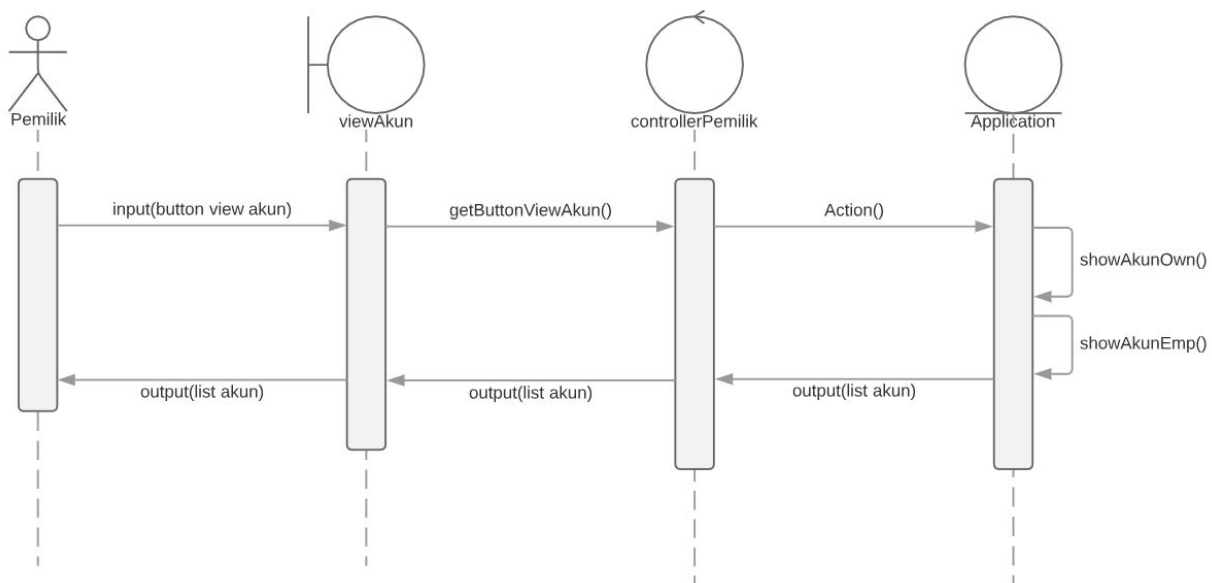 Pemilik
viewAkun
controllerPemilik
Application
input(button view akun)
getButtonViewAkun()
Action()
showAkunOwn()
showAkunEmp()
output(list akun)
output(list akun)
output(list akun)